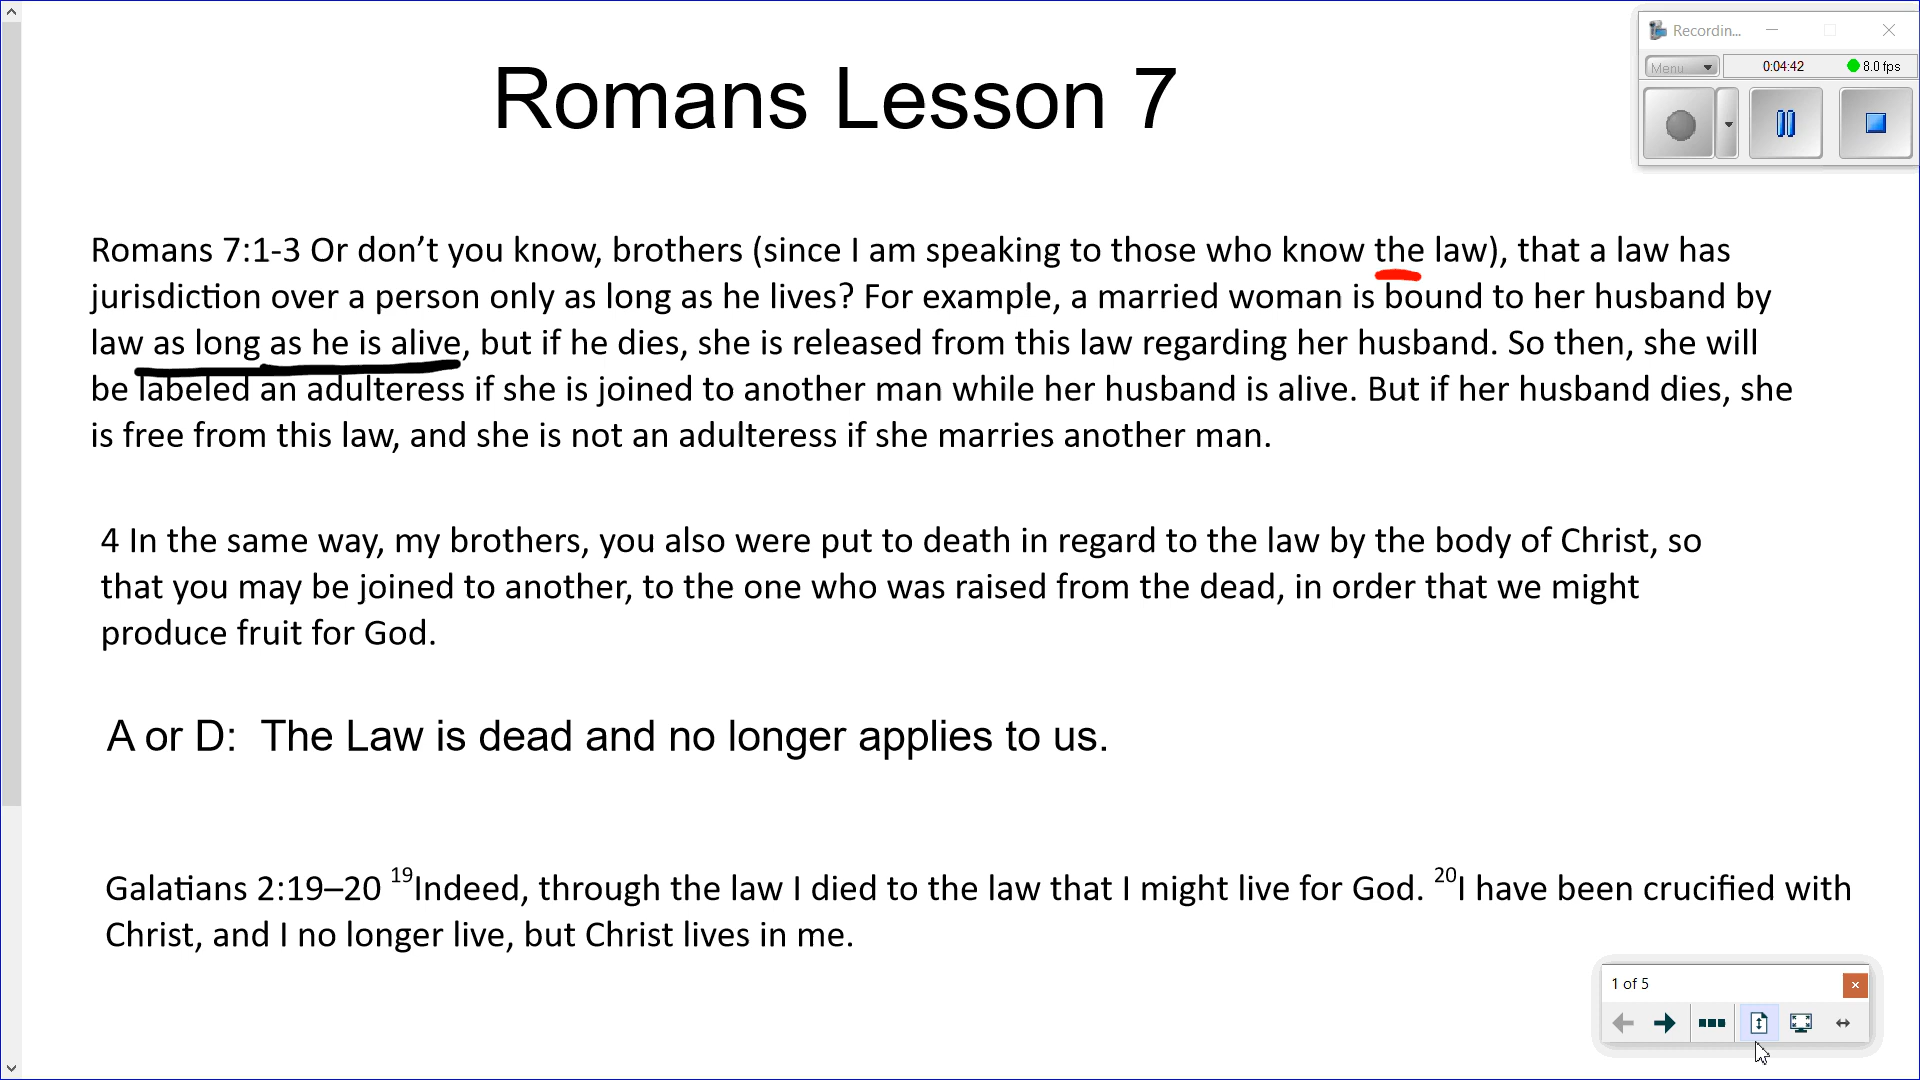 Recordin...
Menu
0:04:42
8.0 fps
Romans Lesson 7
Romans 7:1-3 Or don’t you know, brothers (since I am speaking to those who know the law), that a law has
jurisdiction over a person only as long as he lives? For example, a married woman is bound to her husband by
law as long as he is alive, but if he dies, she is released from this law regarding her husband. So then, she will
be labeled an adulteress if she is joined to another man while her husband is alive. But if her husband dies, she
is free from this law, and she is not an adulteress if she marries another man.
4 In the same way, my brothers, you also were put to death in regard to the law by the body of Christ, so
that you may be joined to another, to the one who was raised from the dead, in order that we might
produce fruit for God.
A or D: The Law is dead and no longer applies to us.
Galatians 2:19–20 19Indeed, through the law I died to the law that I might live for God. 20I have been crucified with
Christ, and I no longer live, but Christ lives in me.
1 of 5